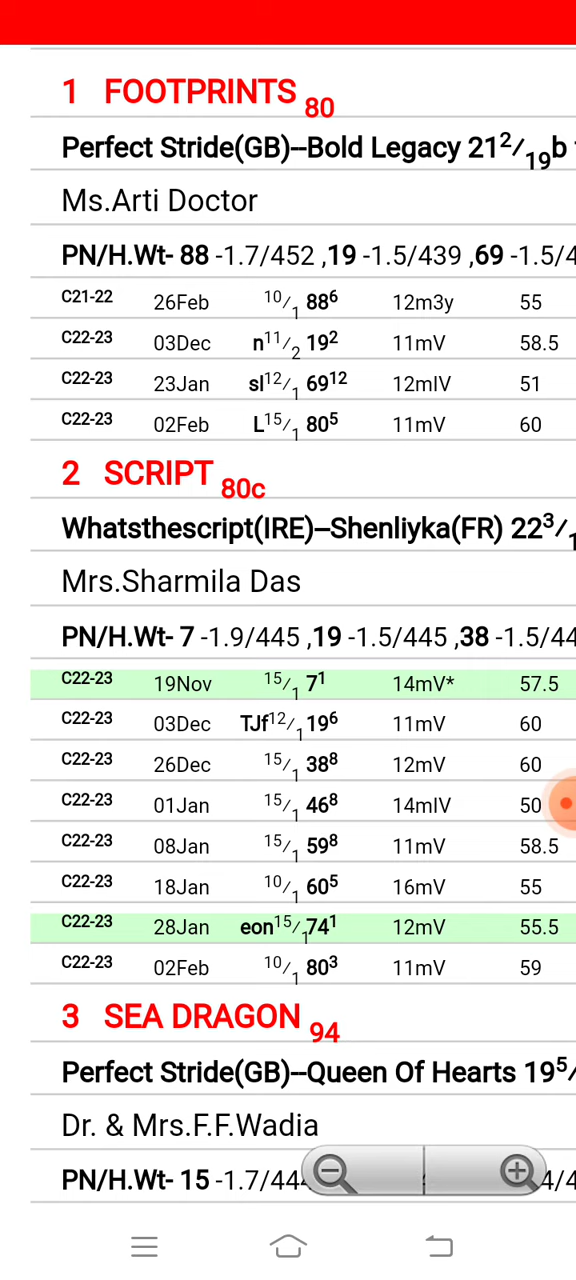 1 FOOTPRINTS 80
Perfect Stride(GB)--Bold Legacy 21²/₁₉b
Ms.Arti Doctor
PN/H.Wt- 88 -1.7/452 ,19 -1.5/439 ,69 -1.5/4
C21-22 26Feb ¹⁰/₁ 88⁶ 12m3y 55
C22-23 03Dec n¹¹/₂ 19² 11mV 58.5
C22-23 23Jan sl¹²/₁ 69¹² 12mIV 51
C22-23 02Feb L¹⁵/₁ 80⁵ 11mV 60
2 SCRIPT 80c
Whatsthescript(IRE)--Shenliyka(FR) 22³/₁
Mrs.Sharmila Das
PN/H.Wt- 7 -1.9/445 ,19 -1.5/445 ,38 -1.5/44
C22-23 19Nov ¹⁵/₁ 7¹ 14mV* 57.5
C22-23 03Dec TJf¹²/₁ 19⁶ 11mV 60
C22-23 26Dec ¹⁵/₁ 38⁸ 12mV 60
C22-23 01Jan ¹⁵/₁ 46⁸ 14mIV 50
C22-23 08Jan ¹⁵/₁ 59⁸ 11mV 58.5
C22-23 18Jan ¹⁰/₁ 60⁵ 16mV 55
C22-23 28Jan eon¹⁵/₁ 74¹ 12mV 55.5
C22-23 02Feb ¹⁰/₁ 80³ 11mV 59
3 SEA DRAGON 94
Perfect Stride(GB)--Queen Of Hearts 19⁵/
Dr. & Mrs.F.F.Wadia
PN/H.Wt- 15 -1.7/44 4/4